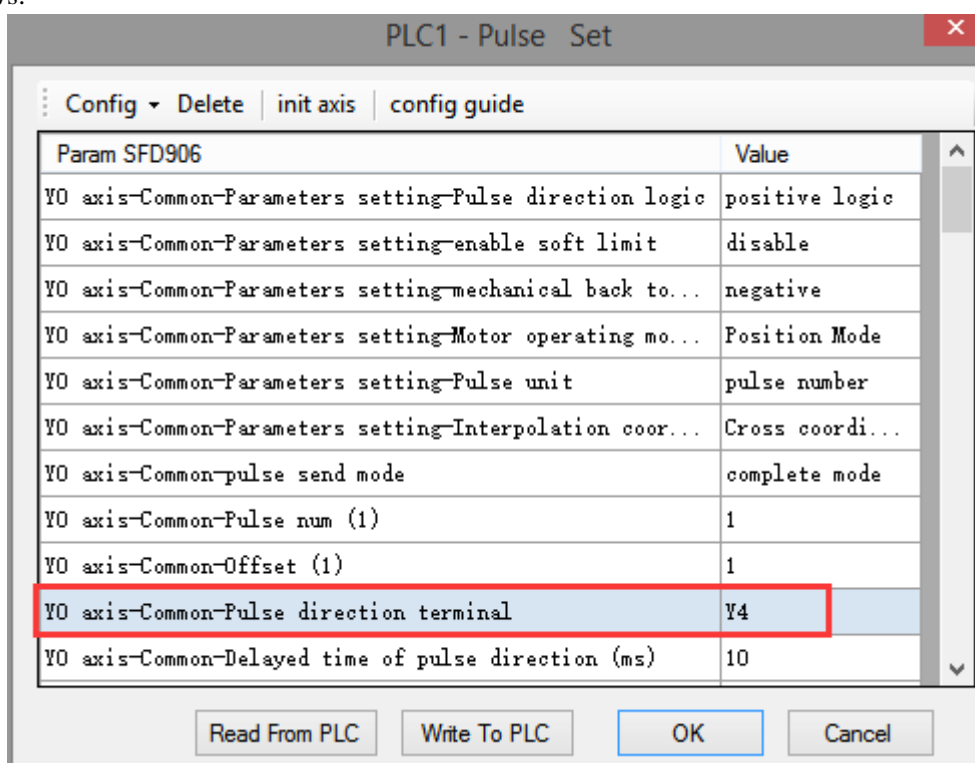 ys.
PLC1 - Pulse Set
Config Delete init axis config guide
Param SFD906 Value
Y0 axis-Common-Parameters setting-Pulse direction logic positive logic
Y0 axis-Common-Parameters setting-enable soft limit disable
Y0 axis-Common-Parameters setting-mechanical back to... negative
Y0 axis-Common-Parameters setting-Motor operating mo... Position Mode
Y0 axis-Common-Parameters setting-Pulse unit pulse number
Y0 axis-Common-Parameters setting-Interpolation coor... Cross coordi...
Y0 axis-Common-pulse send mode complete mode
Y0 axis-Common-Pulse num (1) 1
Y0 axis-Common-Offset (1) 1
Y0 axis-Common-Pulse direction terminal Y4
Y0 axis-Common-Delayed time of pulse direction (ms) 10
Read From PLC Write To PLC OK Cancel